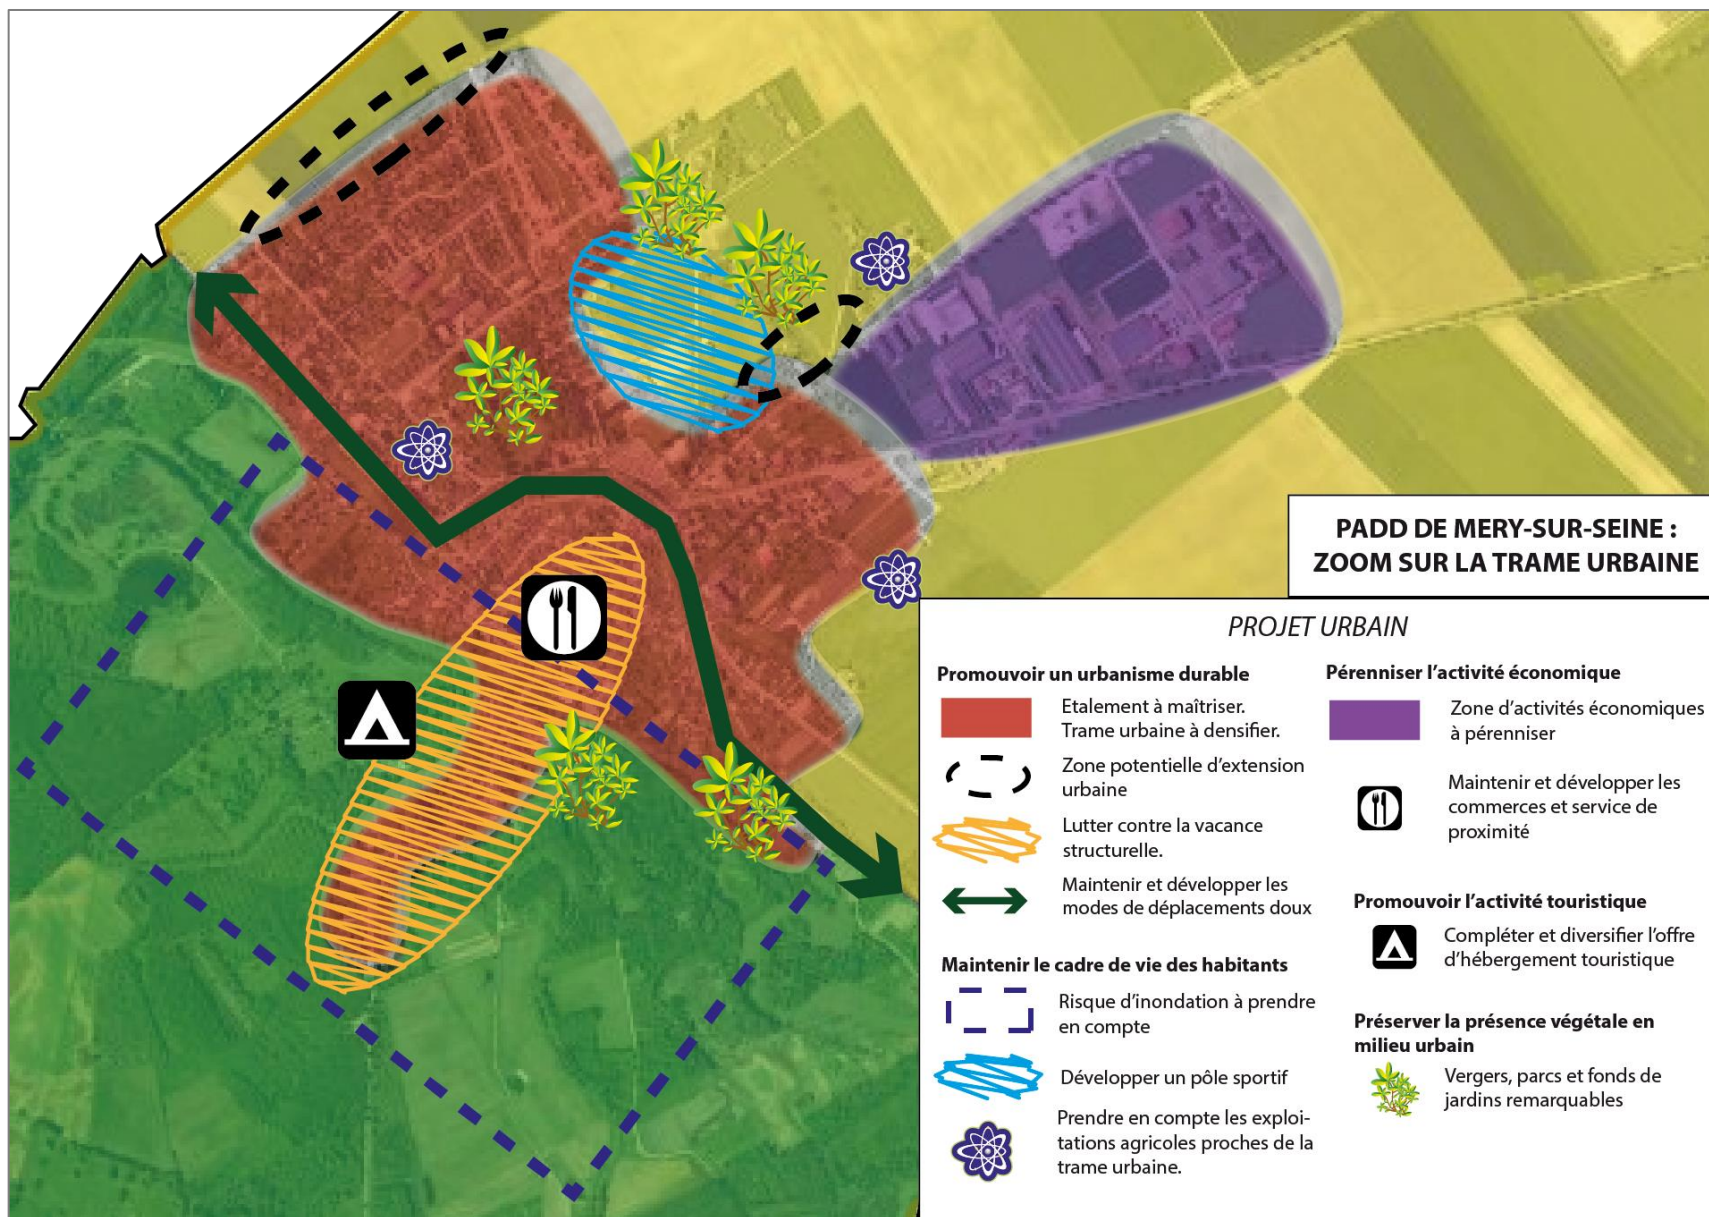 PADD DE MERY-SUR-SEINE :
ZOOM SUR LA TRAME URBAINE
PROJET URBAIN
Promouvoir un urbanisme durable
Etalement à maîtriser.
Trame urbaine à densifier.
Zone potentielle d'extension
urbaine
Lutter contre la vacance
structurelle.
Maintenir et développer les
modes de déplacements doux
Maintenir le cadre de vie des habitants
Risque d'inondation à prendre
en compte
Développer un pôle sportif
Prendre en compte les exploi-
tations agricoles proches de la
trame urbaine.
Pérenniser l'activité économique
Zone d'activités économiques
à pérenniser
Maintenir et développer les
commerces et service de
proximité
Promouvoir l'activité touristique
Compléter et diversifier l'offre
d'hébergement touristique
Préserver la présence végétale en
milieu urbain
Vergers, parcs et fonds de
jardins remarquables